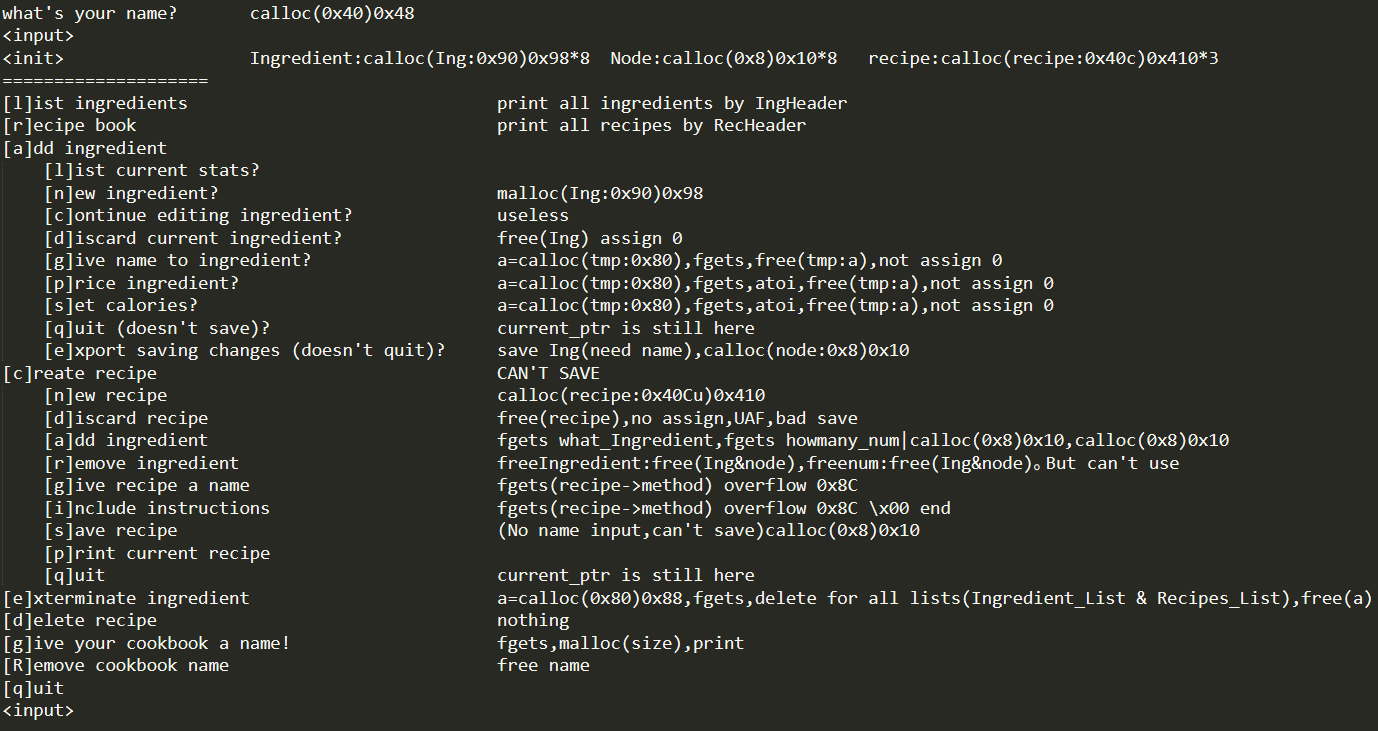 what's your name?       calloc(0x40)0x48
<input>
<init>                  Ingredient:calloc(Ing:0x90)0x98*8  Node:calloc(0x8)0x10*8   recipe:calloc(recipe:0x40c)0x410*3
====================
[l]ist ingredients                              print all ingredients by IngHeader
[r]ecipe book                                   print all recipes by RecHeader
[a]dd ingredient
    [l]ist current stats?
    [n]ew ingredient?                           malloc(Ing:0x90)0x98
    [c]ontinue editing ingredient?              useless
    [d]iscard current ingredient?               free(Ing) assign 0
    [g]ive name to ingredient?                  a=calloc(tmp:0x80),fgets,free(tmp:a),not assign 0
    [p]rice ingredient?                         a=calloc(tmp:0x80),fgets,atoi,free(tmp:a),not assign 0
    [s]et calories?                             a=calloc(tmp:0x80),fgets,atoi,free(tmp:a),not assign 0
    [q]uit (doesn't save)?                      current_ptr is still here
    [e]xport saving changes (doesn't quit)?     save Ing(need name),calloc(node:0x8)0x10
[c]reate recipe                                 CAN'T SAVE
    [n]ew recipe                                calloc(recipe:0x40Cu)0x410
    [d]iscard recipe                            free(recipe),no assign,UAF,bad save
    [a]dd ingredient                            fgets what_Ingredient,fgets howmany_num|calloc(0x8)0x10,calloc(0x8)0x10
    [r]emove ingredient                         freeIngredient:free(Ing&node),freenum:free(Ing&node)。But can't use
    [g]ive recipe a name                        fgets(recipe->method) overflow 0x8C
    [i]nclude instructions                      fgets(recipe->method) overflow 0x8C \x00 end
    [s]ave recipe                               (No name input,can't save)calloc(0x8)0x10
    [p]rint current recipe
    [q]uit                                      current_ptr is still here
[e]xterminate ingredient                        a=calloc(0x80)0x88,fgets,delete for all lists(Ingredient_List & Recipes_List),free(a)
[d]elete recipe                                 nothing
[g]ive your cookbook a name!                    fgets,malloc(size),print
[R]emove cookbook name                          free name
[q]uit
<input>